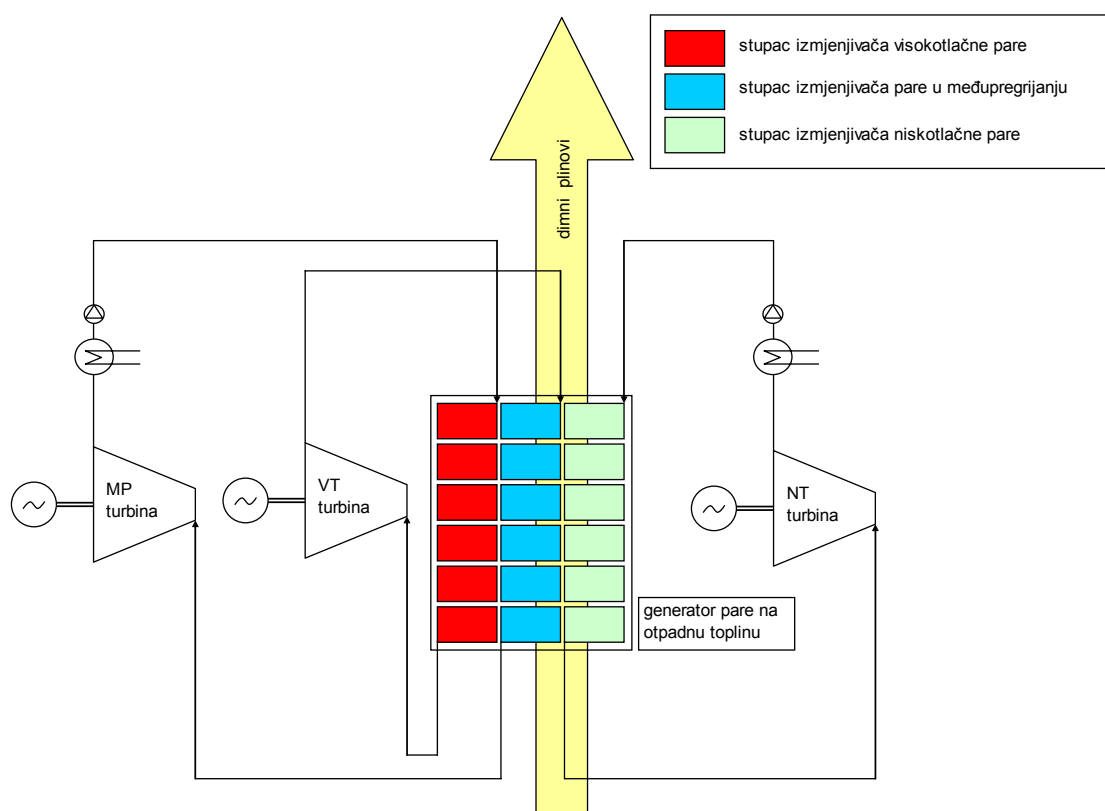 stupac izmjenjivača visokotlačne pare
stupac izmjenjivača pare u međupregrijanju
stupac izmjenjivača niskotlačne pare
dimni plinovi
MP
turbina
VT
turbina
NT
turbina
generator pare na
otpadnu toplinu